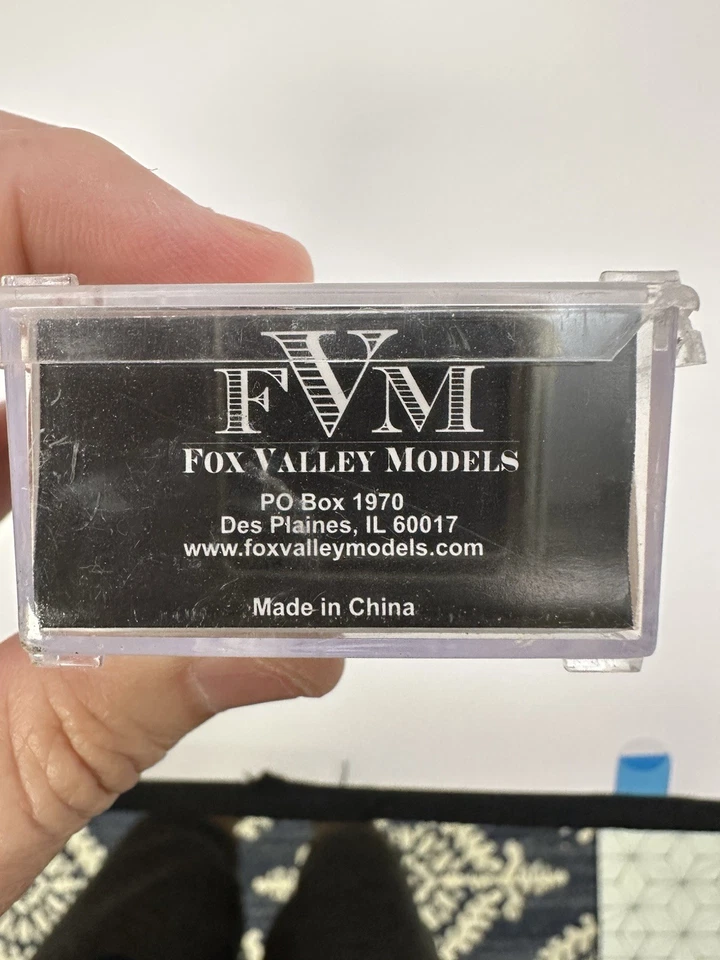 FVM
FOX VALLEY MODELS
PO Box 1970
Des Plaines, IL 60017
www.foxvalleymodels.com
Made in China